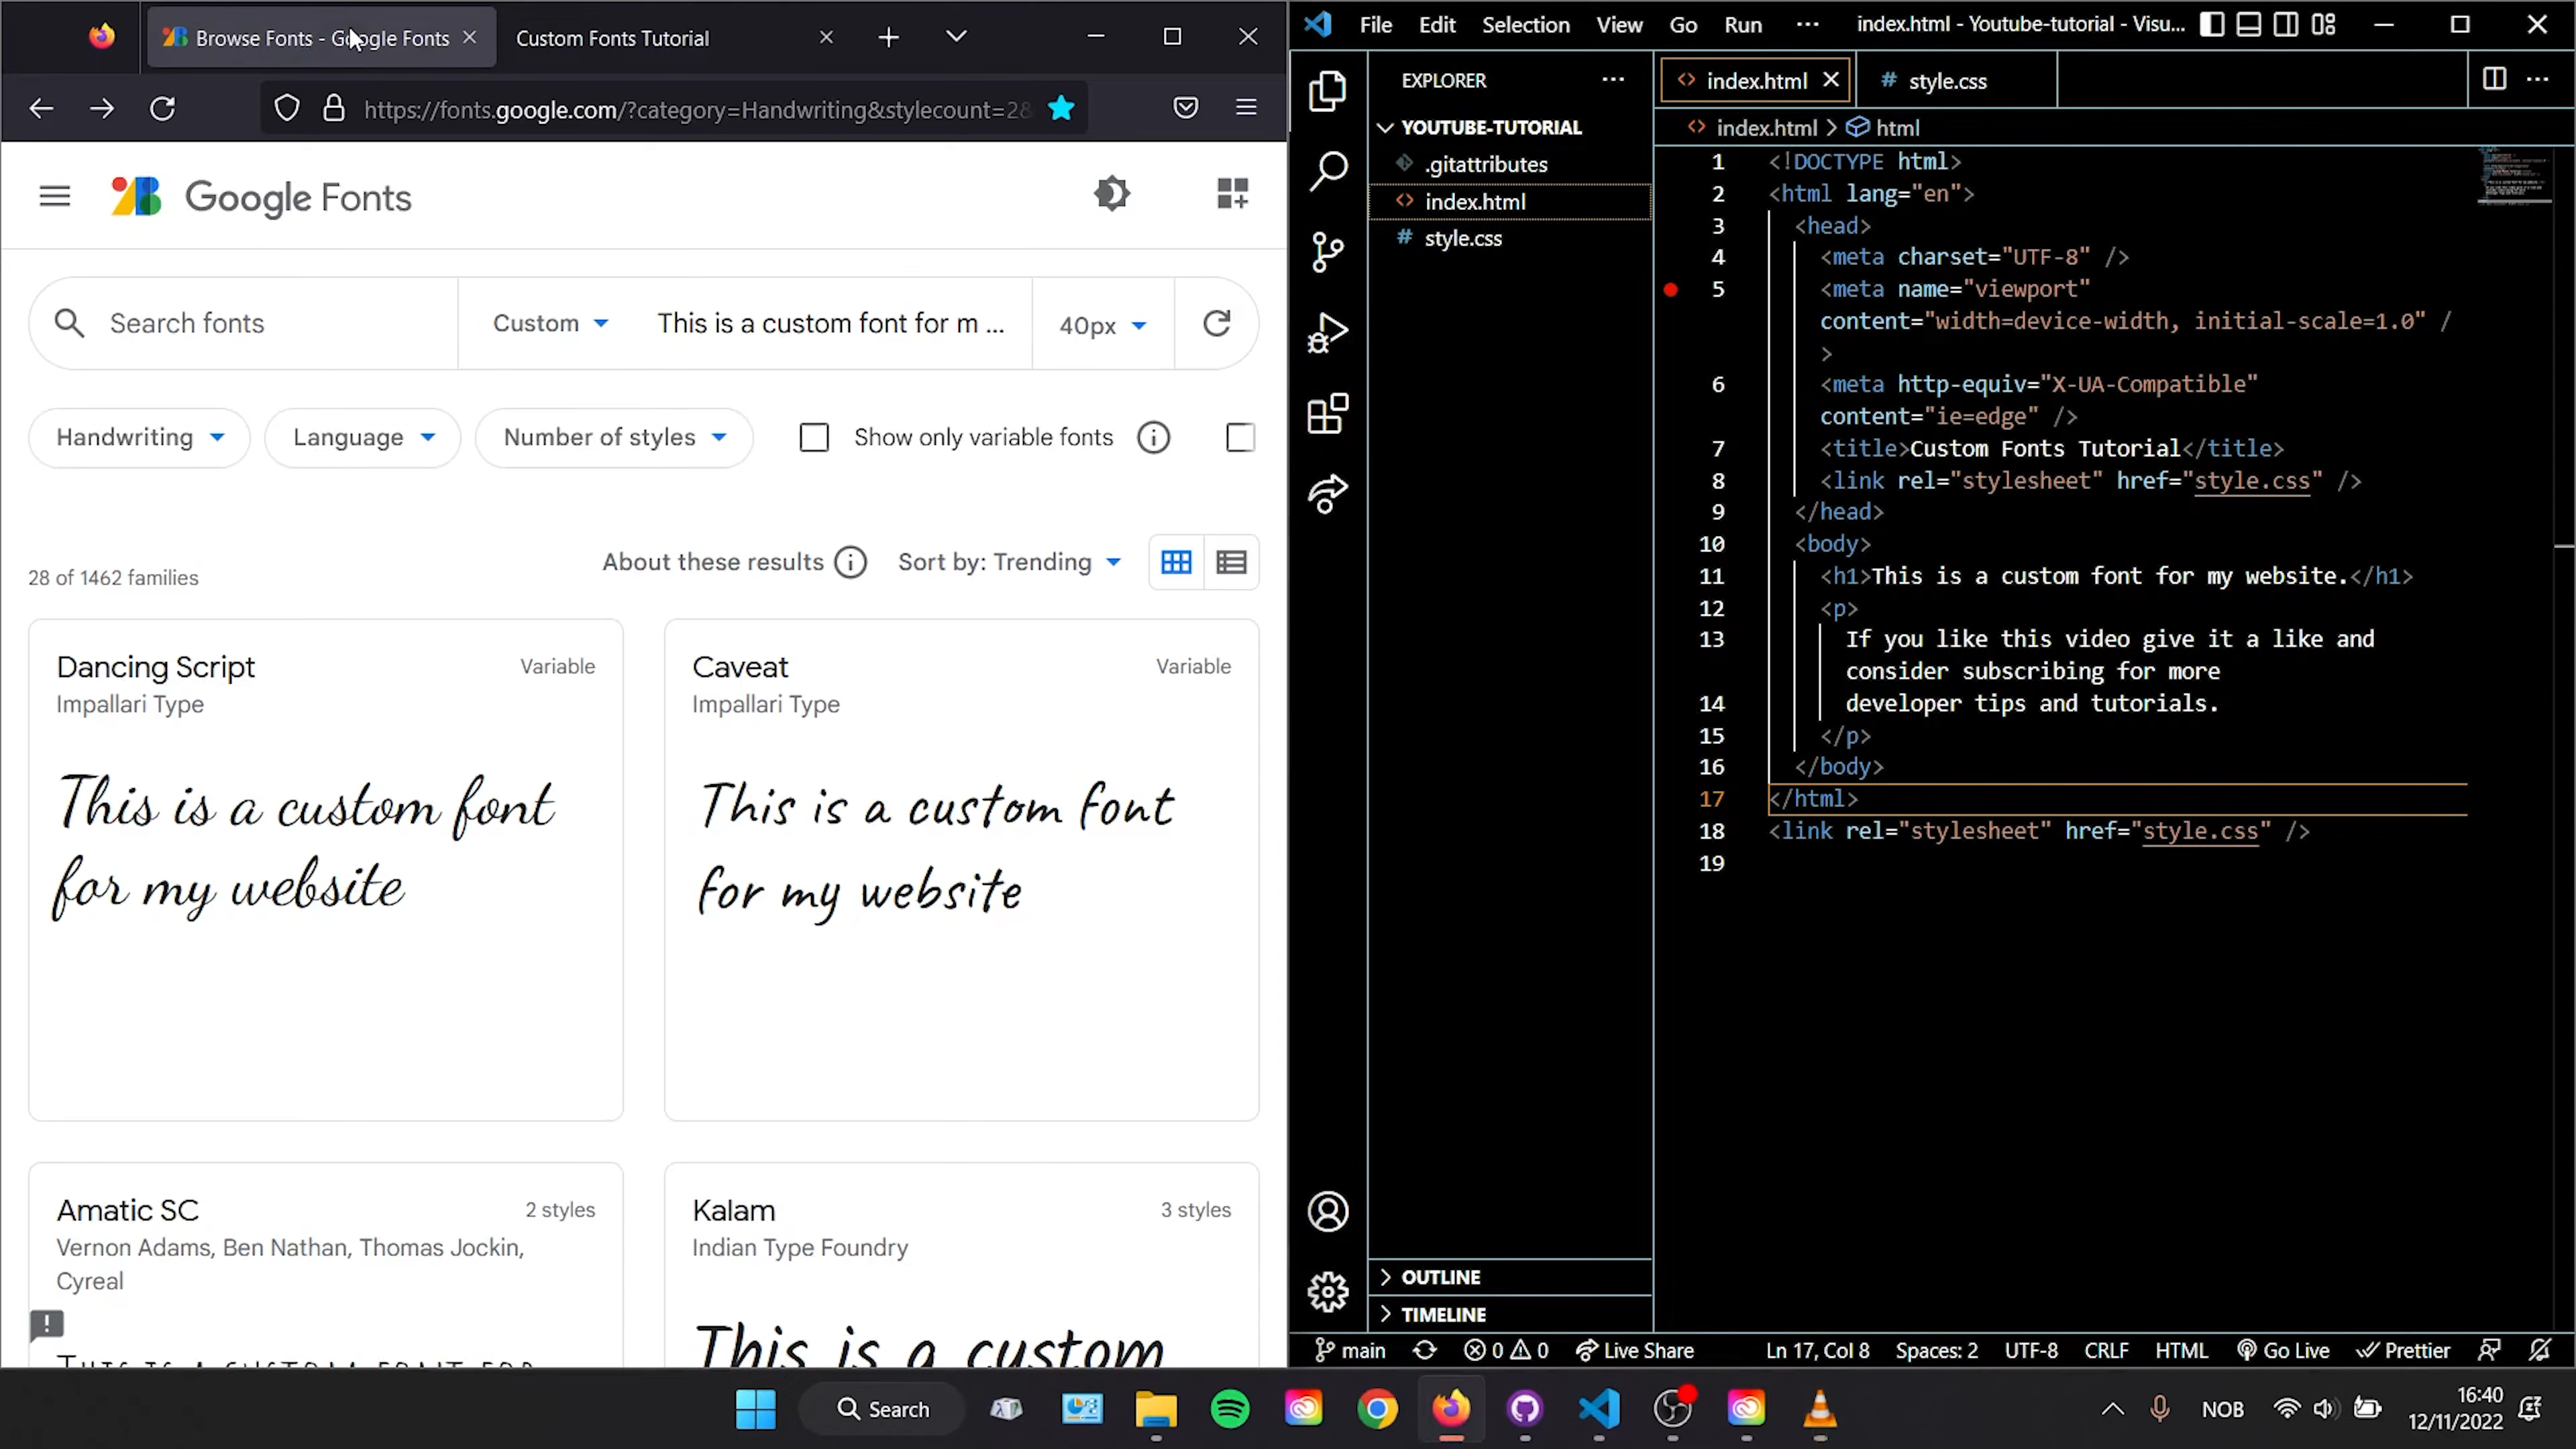 Browse Fonts - Google Fonts
Custom Fonts Tutorial
https://fonts.google.com/?category=Handwriting&stylecount=2
Google Fonts
Search fonts
Custom
This is a custom font for m ...
40px
Handwriting
Language
Number of styles
Show only variable fonts
28 of 1462 families
About these results
Sort by: Trending
Dancing Script
Variable
Impallari Type
This is a custom font
for my website
Caveat
Variable
Impallari Type
This is a custom font
for my website
Amatic SC
2 styles
Vernon Adams, Ben Nathan, Thomas Jockin,
Cyreal
Kalam
3 styles
Indian Type Foundry
This is a custom
File Edit Selection View Go Run ···
index.html - Youtube-tutorial - Visu...
EXPLORER
YOUTUBE-TUTORIAL
.gitattributes
index.html
style.css
OUTLINE
TIMELINE
index.html
# style.css
index.html > html
1 <!DOCTYPE html>
2 <html lang="en">
3 <head>
4 <meta charset="UTF-8" />
5 <meta name="viewport"
content="width=device-width, initial-scale=1.0" /
>
6 <meta http-equiv="X-UA-Compatible"
content="ie=edge" />
7 <title>Custom Fonts Tutorial</title>
8 <link rel="stylesheet" href="style.css" />
9 </head>
10 <body>
11 <h1>This is a custom font for my website.</h1>
12 <p>
13 If you like this video give it a like and
consider subscribing for more
14 developer tips and tutorials.
15 </p>
16 </body>
17 </html>
18 <link rel="stylesheet" href="style.css" />
19
main
0
0
Live Share
Ln 17, Col 8
Spaces: 2
UTF-8
CRLF
HTML
Go Live
Prettier
Search
NOB
16:40
12/11/2022